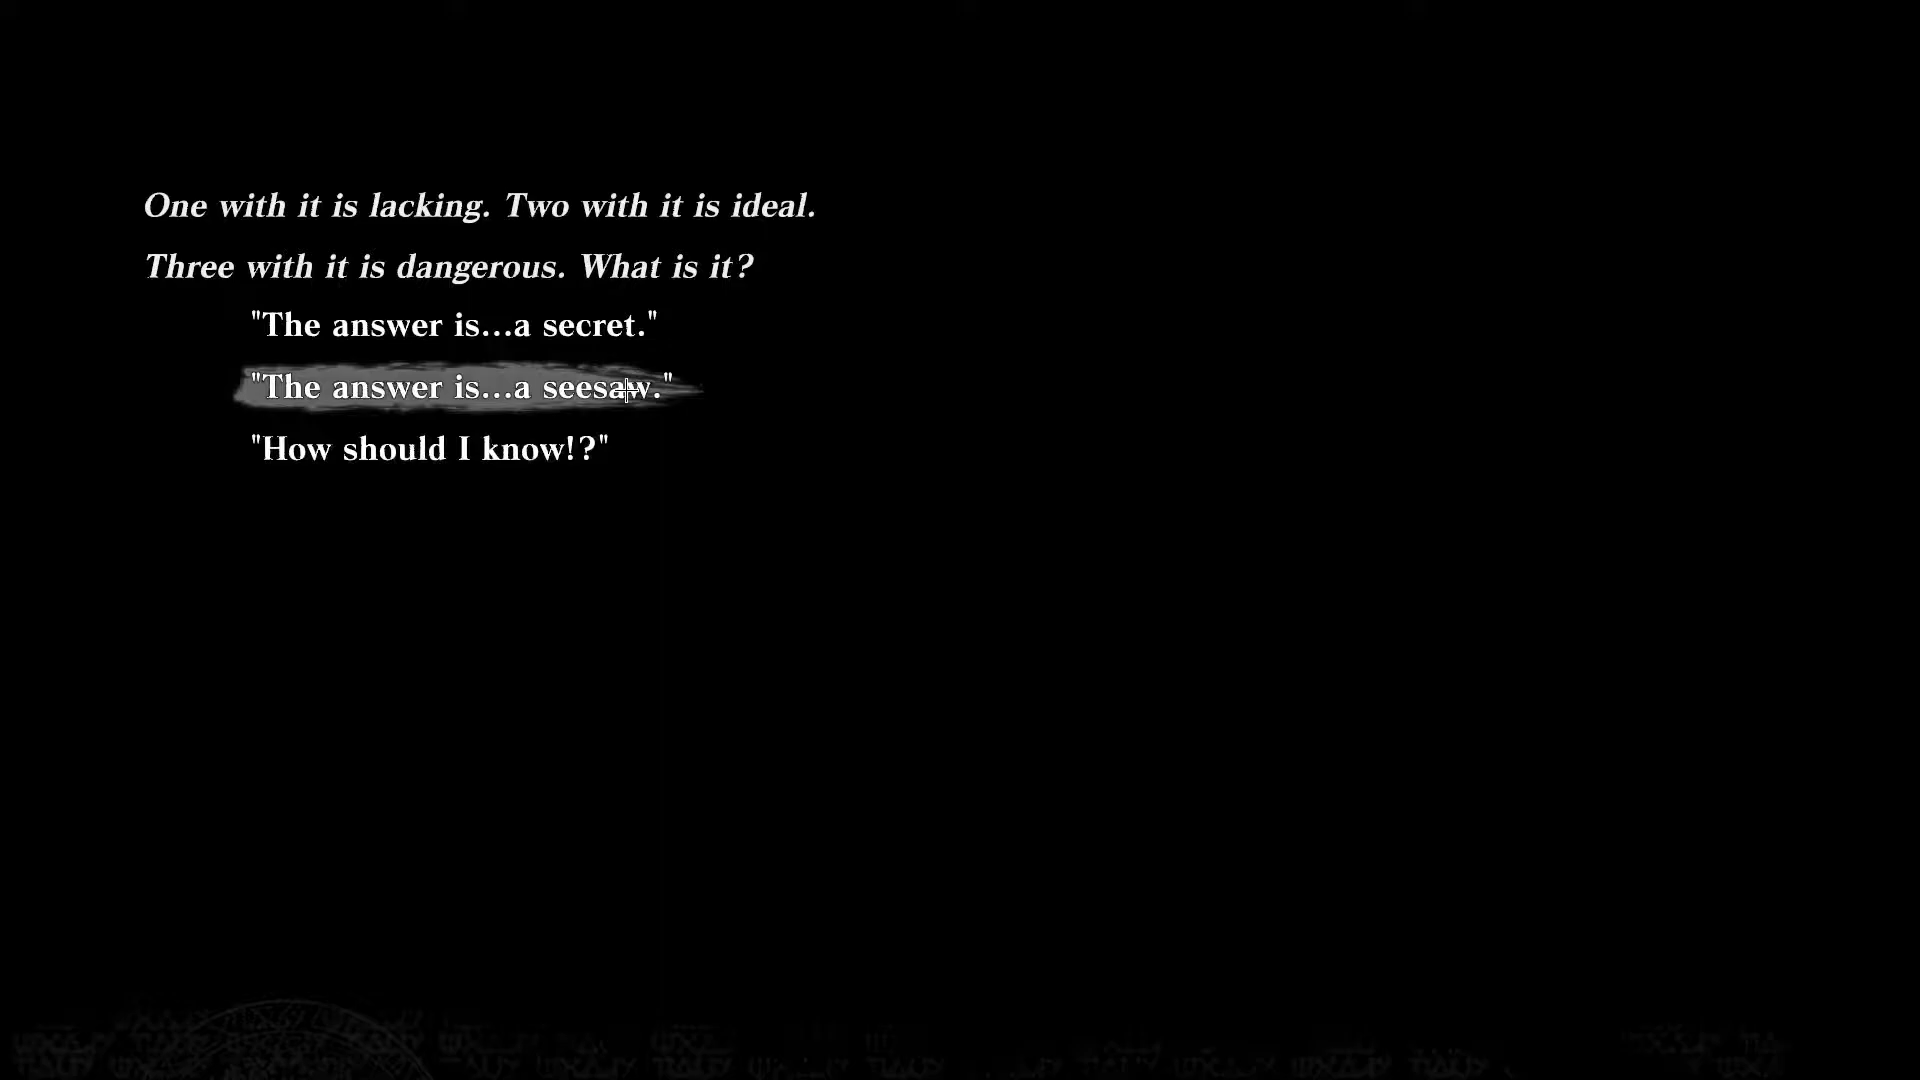 One with it is lacking. Two with it is ideal.
Three with it is dangerous. What is it?
"The answer is...a secret."
"The answer is...a seesaw."
"How should I know!?"